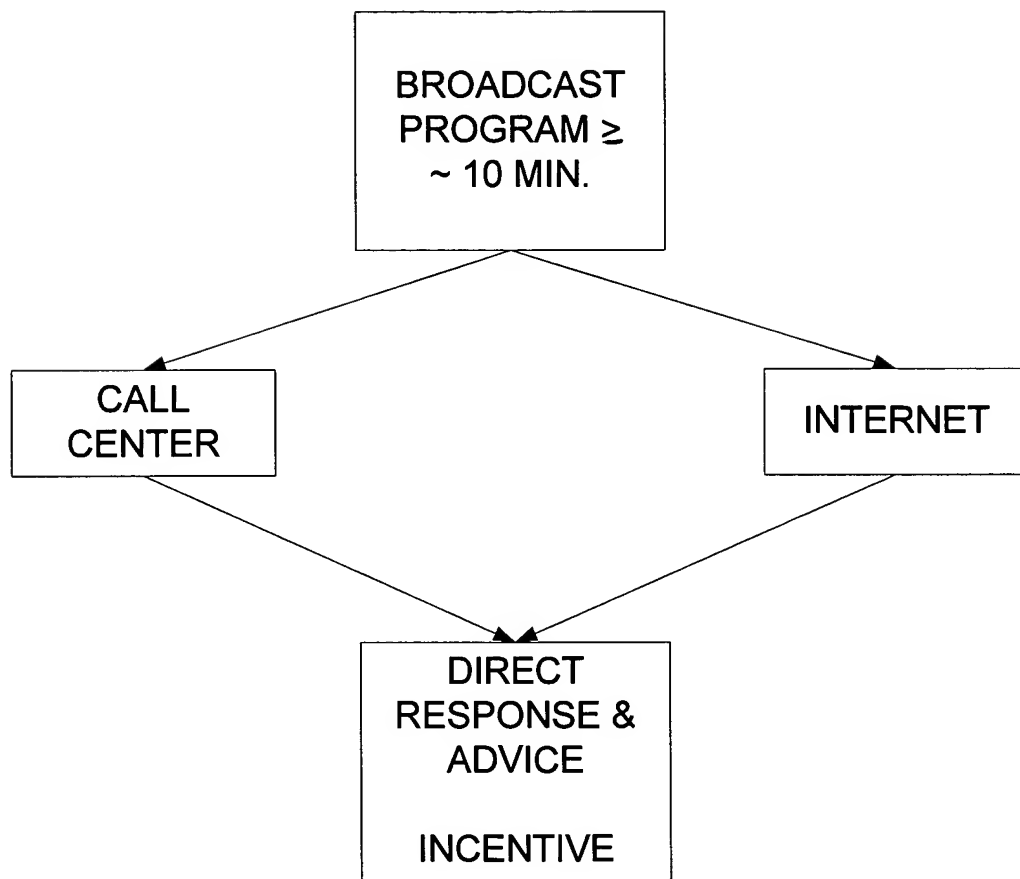 BROADCAST
PROGRAM ≥
~ 10 MIN.
CALL
CENTER
INTERNET
DIRECT
RESPONSE &
ADVICE
INCENTIVE